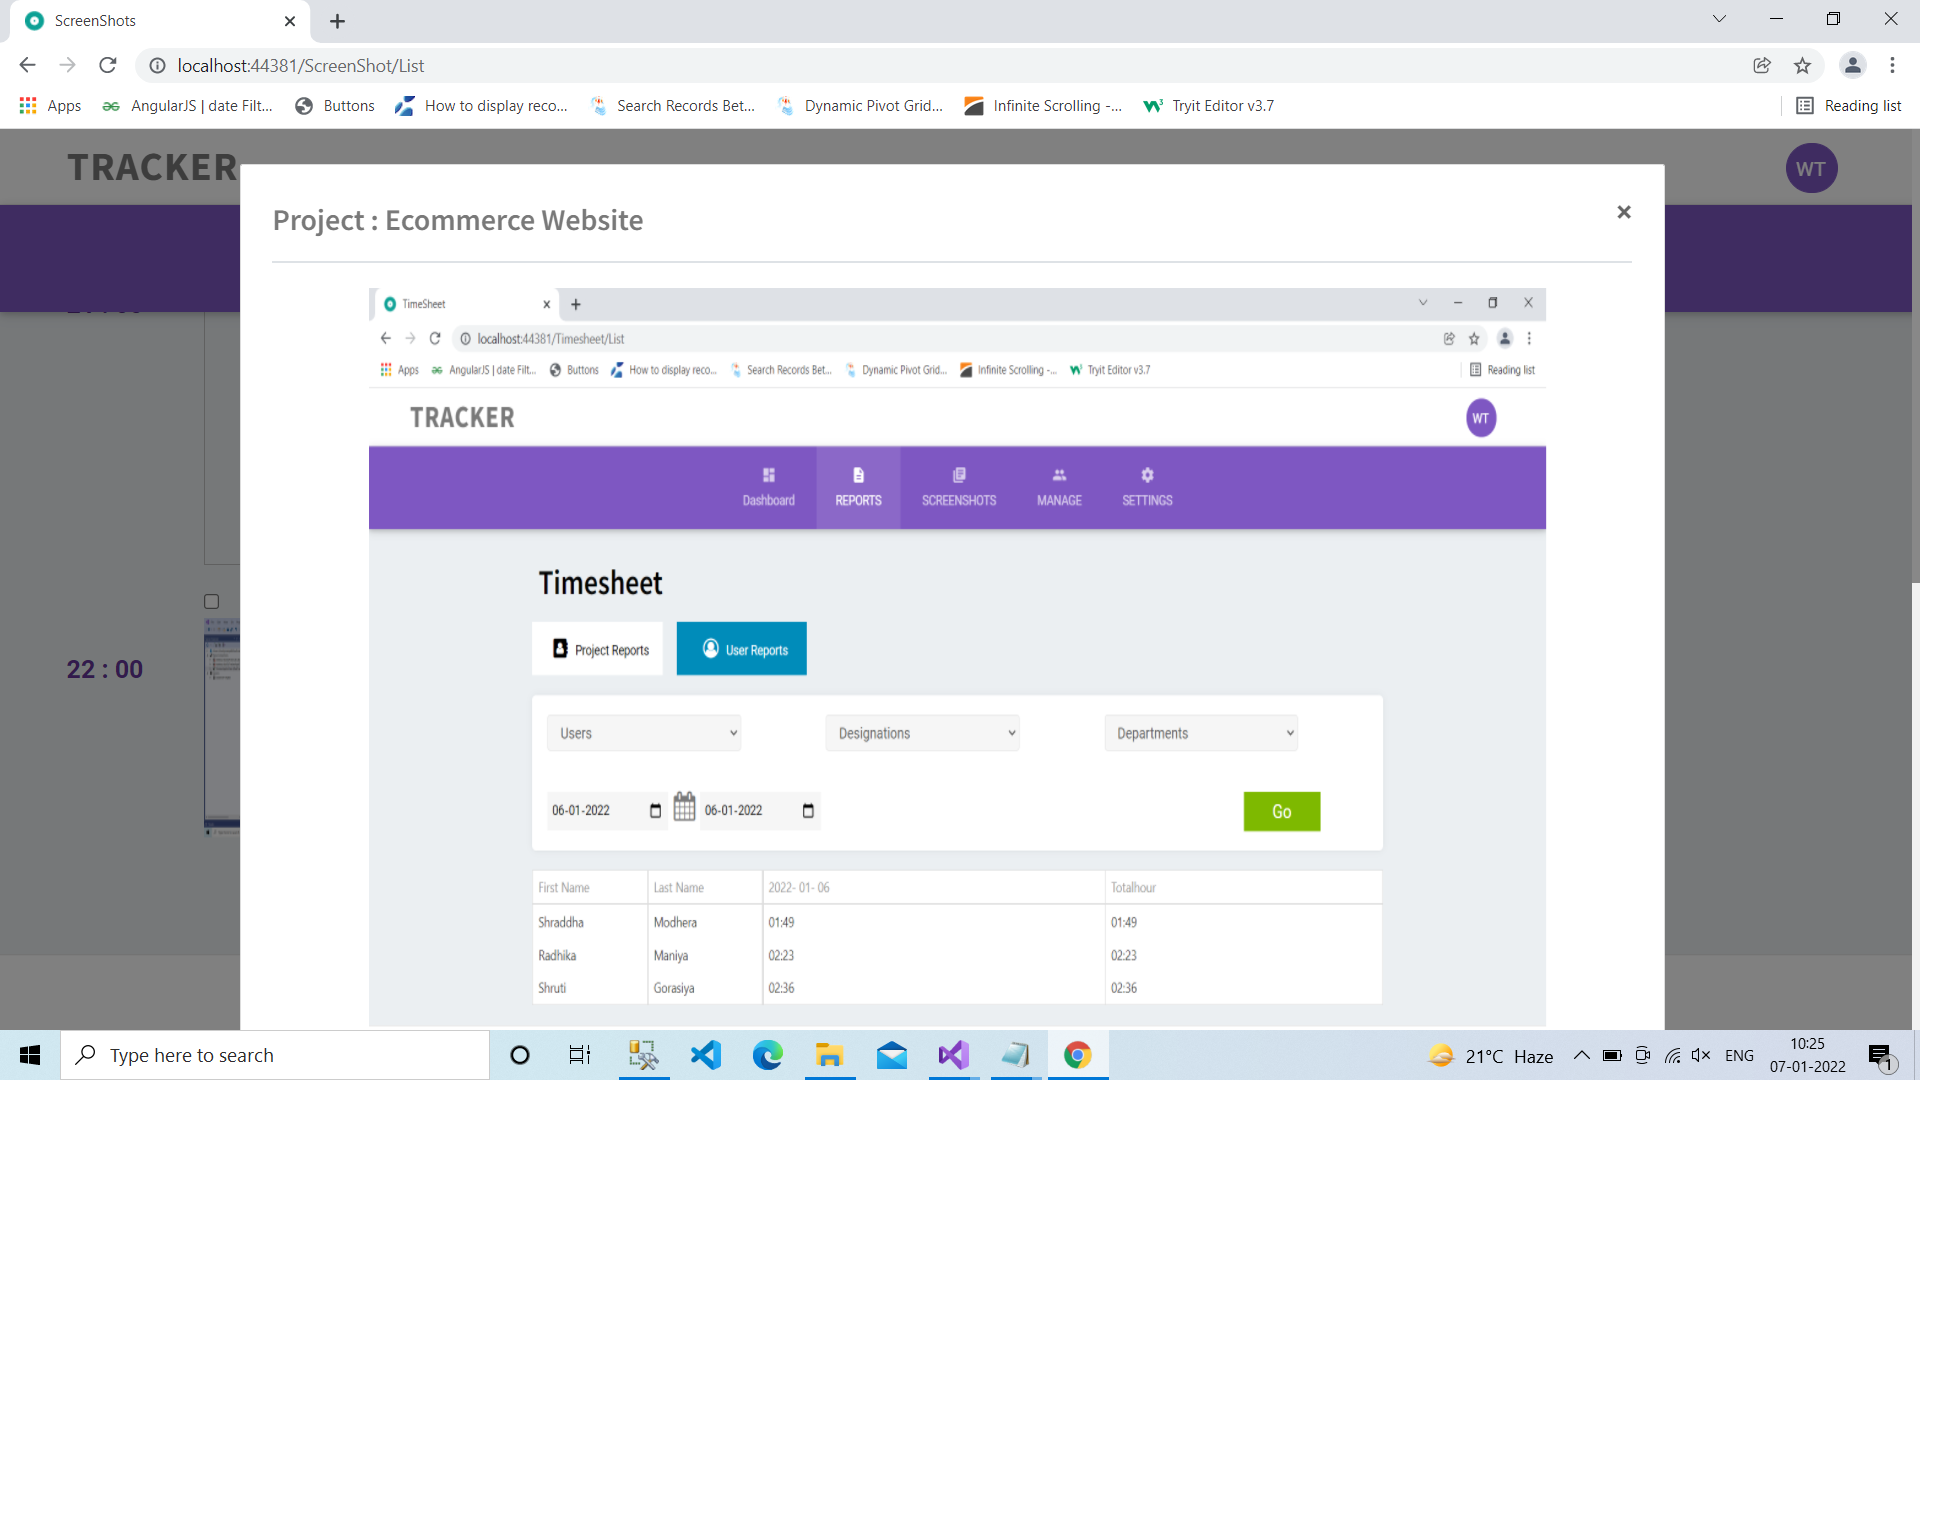 ScreenShots
localhost:44381/ScreenShot/List
Apps AngularJS | date Filt... Buttons How to display reco... Search Records Bet... Dynamic Pivot Grid... Infinite Scrolling -... Tryit Editor v3.7 Reading list
TRACKER WT
Project : Ecommerce Website
TimeSheet
localhost:44381/Timesheet/List
Apps AngularJS | date Filt... Buttons How to display reco... Search Records Bet... Dynamic Pivot Grid... Infinite Scrolling -... Tryit Editor v3.7 Reading list
TRACKER WT
Dashboard REPORTS SCREENSHOTS MANAGE SETTINGS
Timesheet
Project Reports User Reports
Users Designations Departments
06-01-2022 06-01-2022 Go
First Name Last Name 2022- 01- 06 Totalhour
Shraddha Modhera 01:49 01:49
Radhika Maniya 02:23 02:23
Shruti Gorasiya 02:36 02:36
22 : 00
Type here to search 21°C Haze ENG 10:25
07-01-2022 1